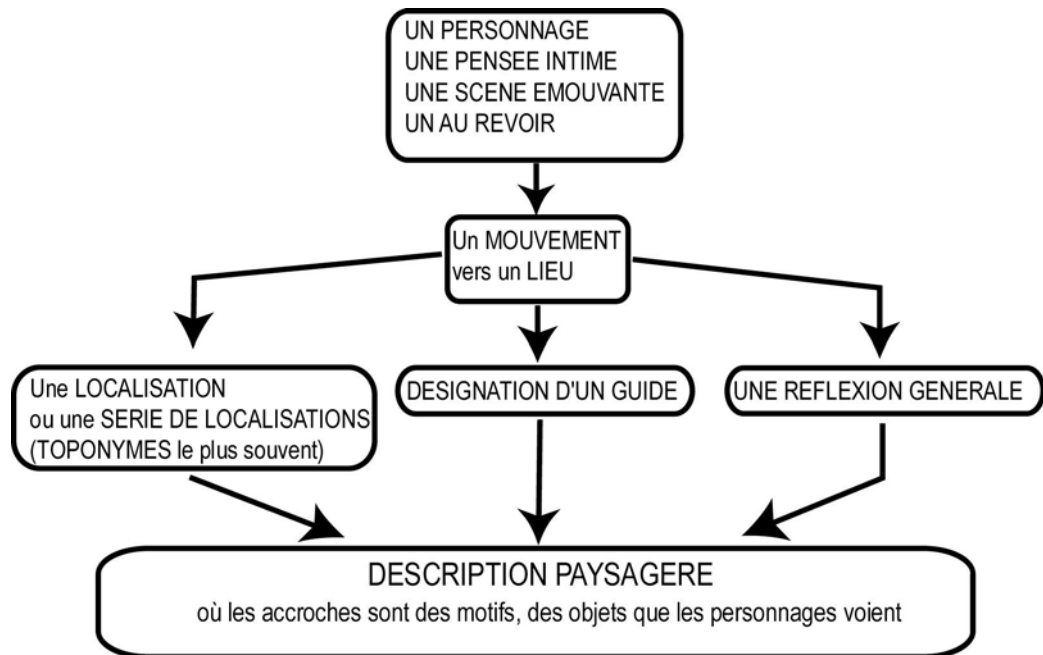 UN PERSONNAGE
UNE PENSEE INTIME
UNE SCENE EMOUVANTE
UN AU REVOIR
Un MOUVEMENT
vers un LIEU
Une LOCALISATION
ou une SERIE DE LOCALISATIONS
(TOPONYMES le plus souvent)
DESIGNATION D'UN GUIDE
UNE REFLEXION GENERALE
DESCRIPTION PAYSAGERE
où les accroches sont des motifs, des objets que les personnages voient